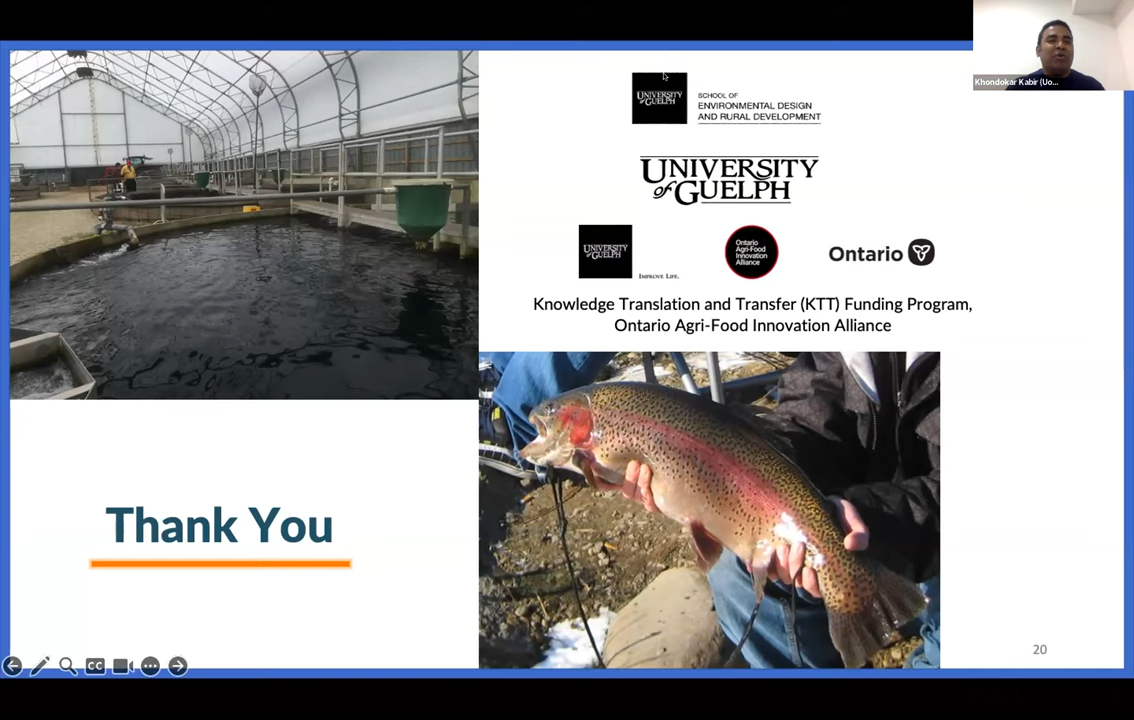 Khondokar Kabir (Uo...
UNIVERSITY
of GUELPH
SCHOOL OF
ENVIRONMENTAL DESIGN
AND RURAL DEVELOPMENT
UNIVERSITY
of GUELPH
UNIVERSITY
of GUELPH
IMPROVE LIFE.
Ontario
Agri-Food
Innovation
Alliance
Ontario
Knowledge Translation and Transfer (KTT) Funding Program,
Ontario Agri-Food Innovation Alliance
Thank You
20
CC